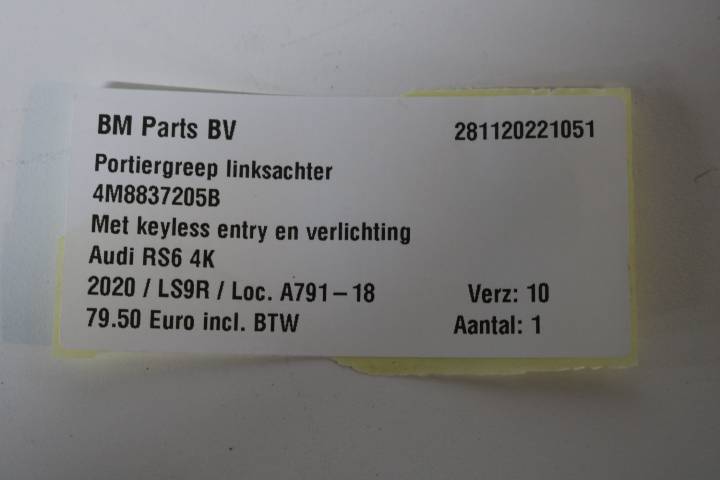 BM Parts BV 281120221051
Portiergreep linksachter
4M8837205B
Met keyless entry en verlichting
Audi RS6 4K
2020 / LS9R / Loc. A791-18 Verz: 10
79.50 Euro incl. BTW Aantal: 1